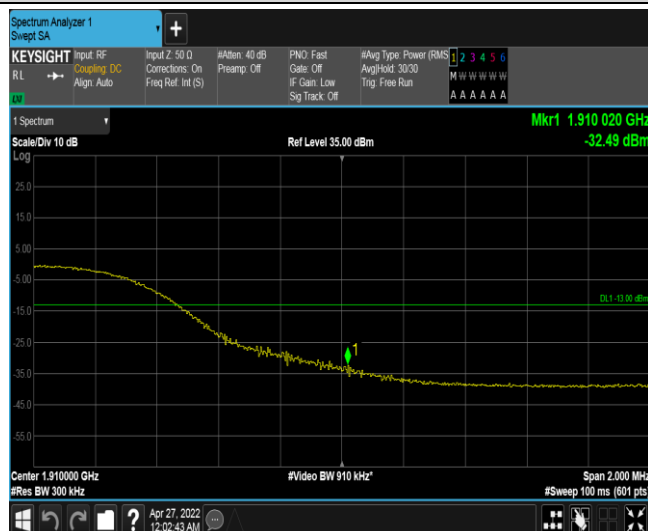 Spectrum Analyzer 1
Swept SA
+
KEYSIGHT
RL
LXI
Input: RF
Coupling: DC
Align: Auto
Input Z: 50 Ω
Corrections: On
Freq Ref: Int (S)
#Atten: 40 dB
Preamp: Off
PNO: Fast
Gate: Off
IF Gain: Low
Sig Track: Off
#Avg Type: Power (RMS
Avg|Hold: 30/30
Trig: Free Run
1 2 3 4 5 6
M W W W W W
A A A A A A
1 Spectrum
Scale/Div 10 dB
Log
Ref Level 35.00 dBm
Mkr1 1.910 020 GHz
-32.49 dBm
25.0
15.0
5.00
-5.00
-15.0
-25.0
-35.0
-45.0
-55.0
DL1 -13.00 dBm
1
Center 1.910000 GHz
#Res BW 300 kHz
#Video BW 910 kHz*
Span 2.000 MHz
#Sweep 100 ms (601 pts)
?
Apr 27, 2022
12:02:43 AM